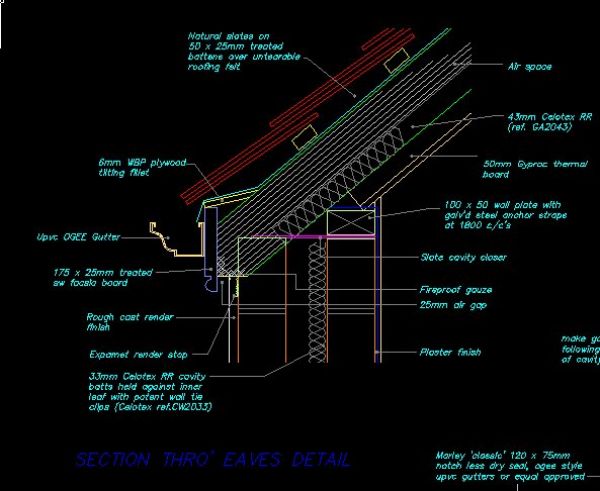 Natural slates on
50 x 25mm treated
battens over untearable
roofing felt
Air space
43mm Celotex RR
(ref. GA2043)
6mm WBP plywood
tilting fillet
50mm Gyproc thermal
board
100 x 50 wall plate with
galv'd steel anchor straps
at 1800 c/c's
Upvc OGEE Gutter
Slate cavity closer
175 x 25mm treated
sw facia board
Fireproof gauze
25mm air gap
Rough cast render
finish
make go
following
of cavity
Expamet render stop
Plaster finish
33mm Celotex RR cavity
batts held against inner
leaf with patent wall tie
clips (Celotex ref.CW2033)
SECTION THRO' EAVES DETAIL
Marley 'classic' 120 x 75mm
notch less dry seal, ogee style
upvc gutters or equal approved